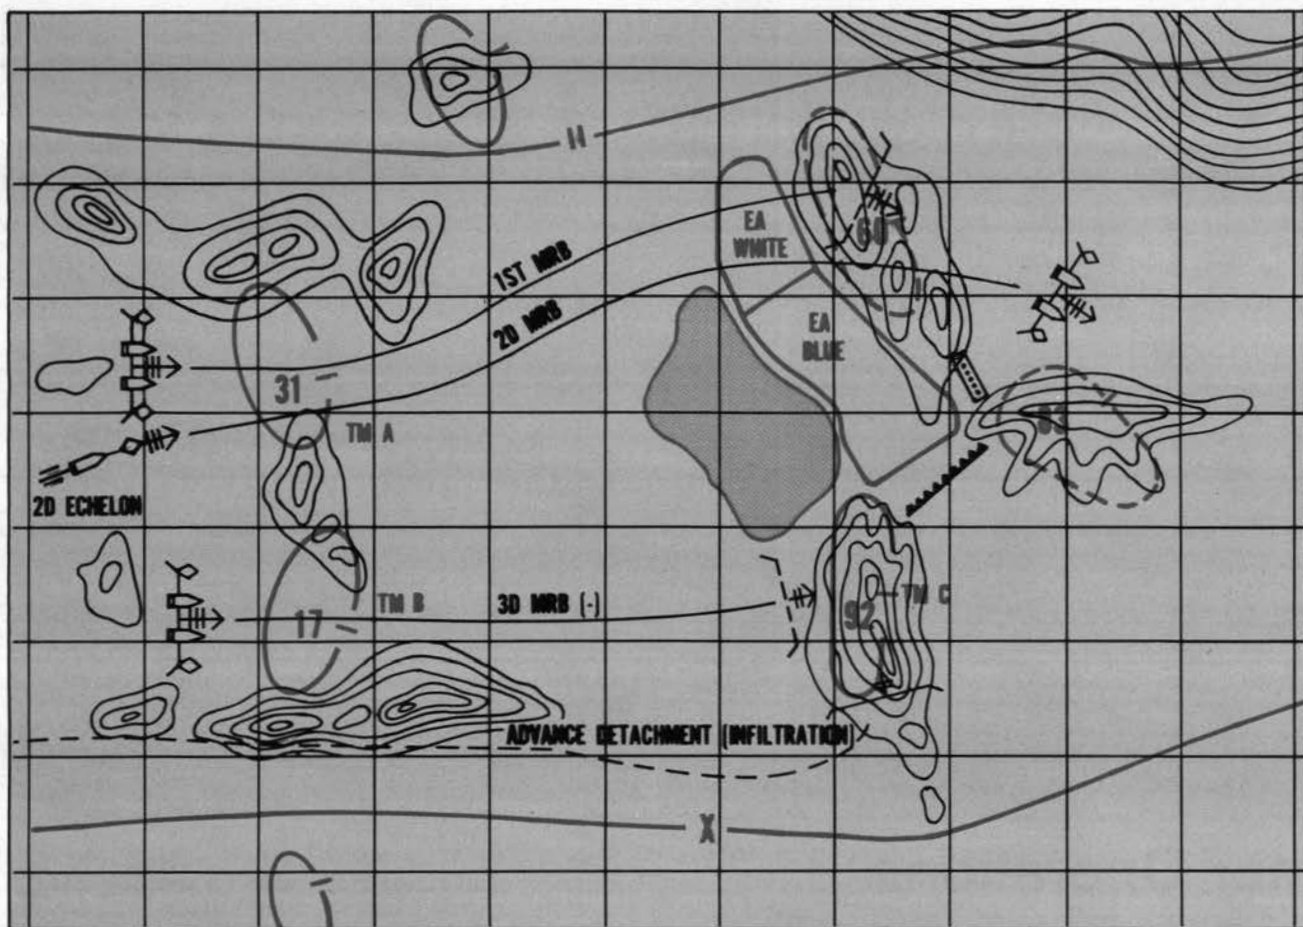 II
EA
WHITE
60
1ST MRB
2D MRB
EA
BLUE
31
TM A
93
2D ECHELON
TM B
3D MRB (-)
17
TM C
92
ADVANCE DETACHMENT (INFILTRATION)
X